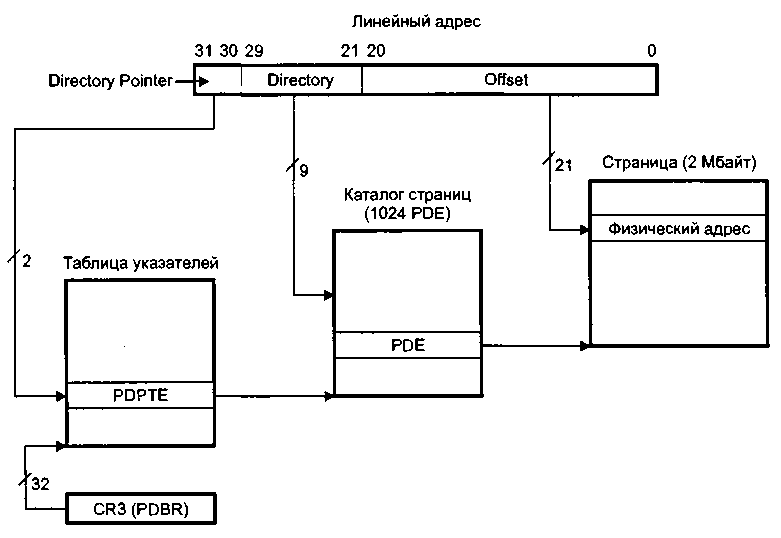 Линейный адрес
31 30 29 21 20 0
Directory Pointer Directory Offset
2
9
21
Страница (2 Мбайт)
Физический адрес
Каталог страниц
(1024 PDE)
PDE
Таблица указателей
PDPTE
32
CR3 (PDBR)